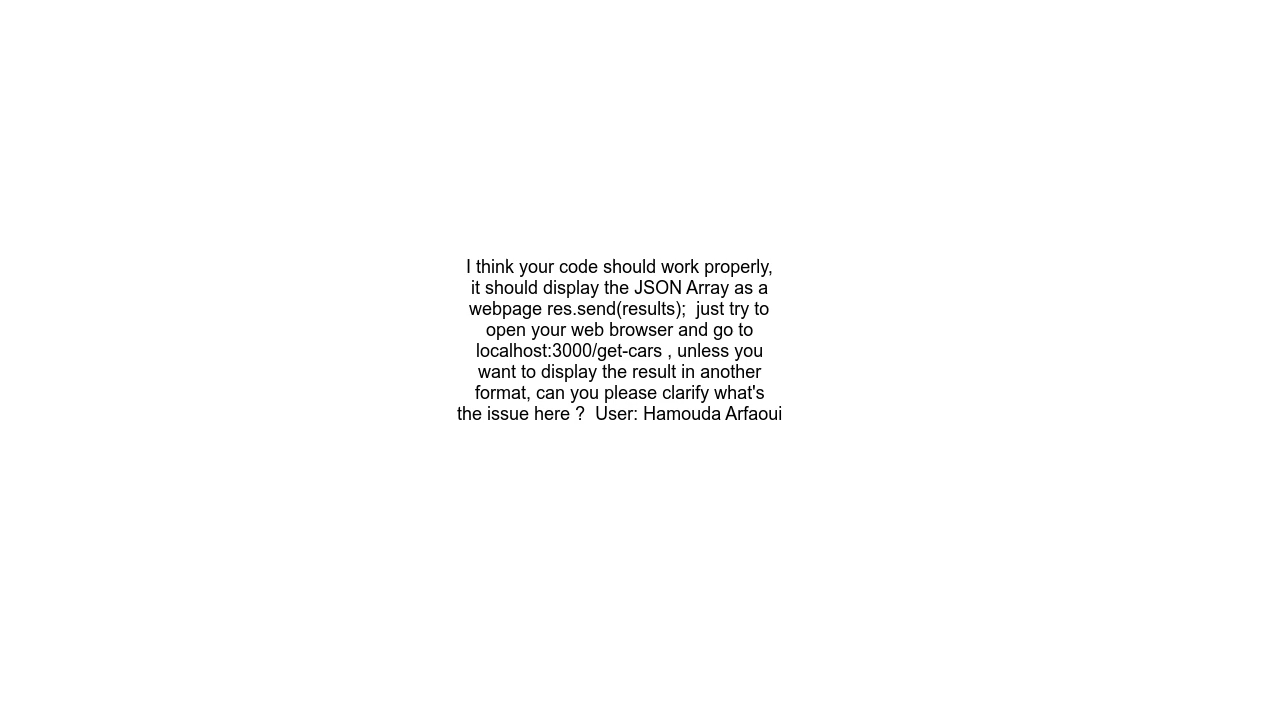 I think your code should work properly,
it should display the JSON Array as a
webpage res.send(results);  just try to
open your web browser and go to
localhost:3000/get-cars , unless you
want to display the result in another
format, can you please clarify what's
the issue here ?  User: Hamouda Arfaoui